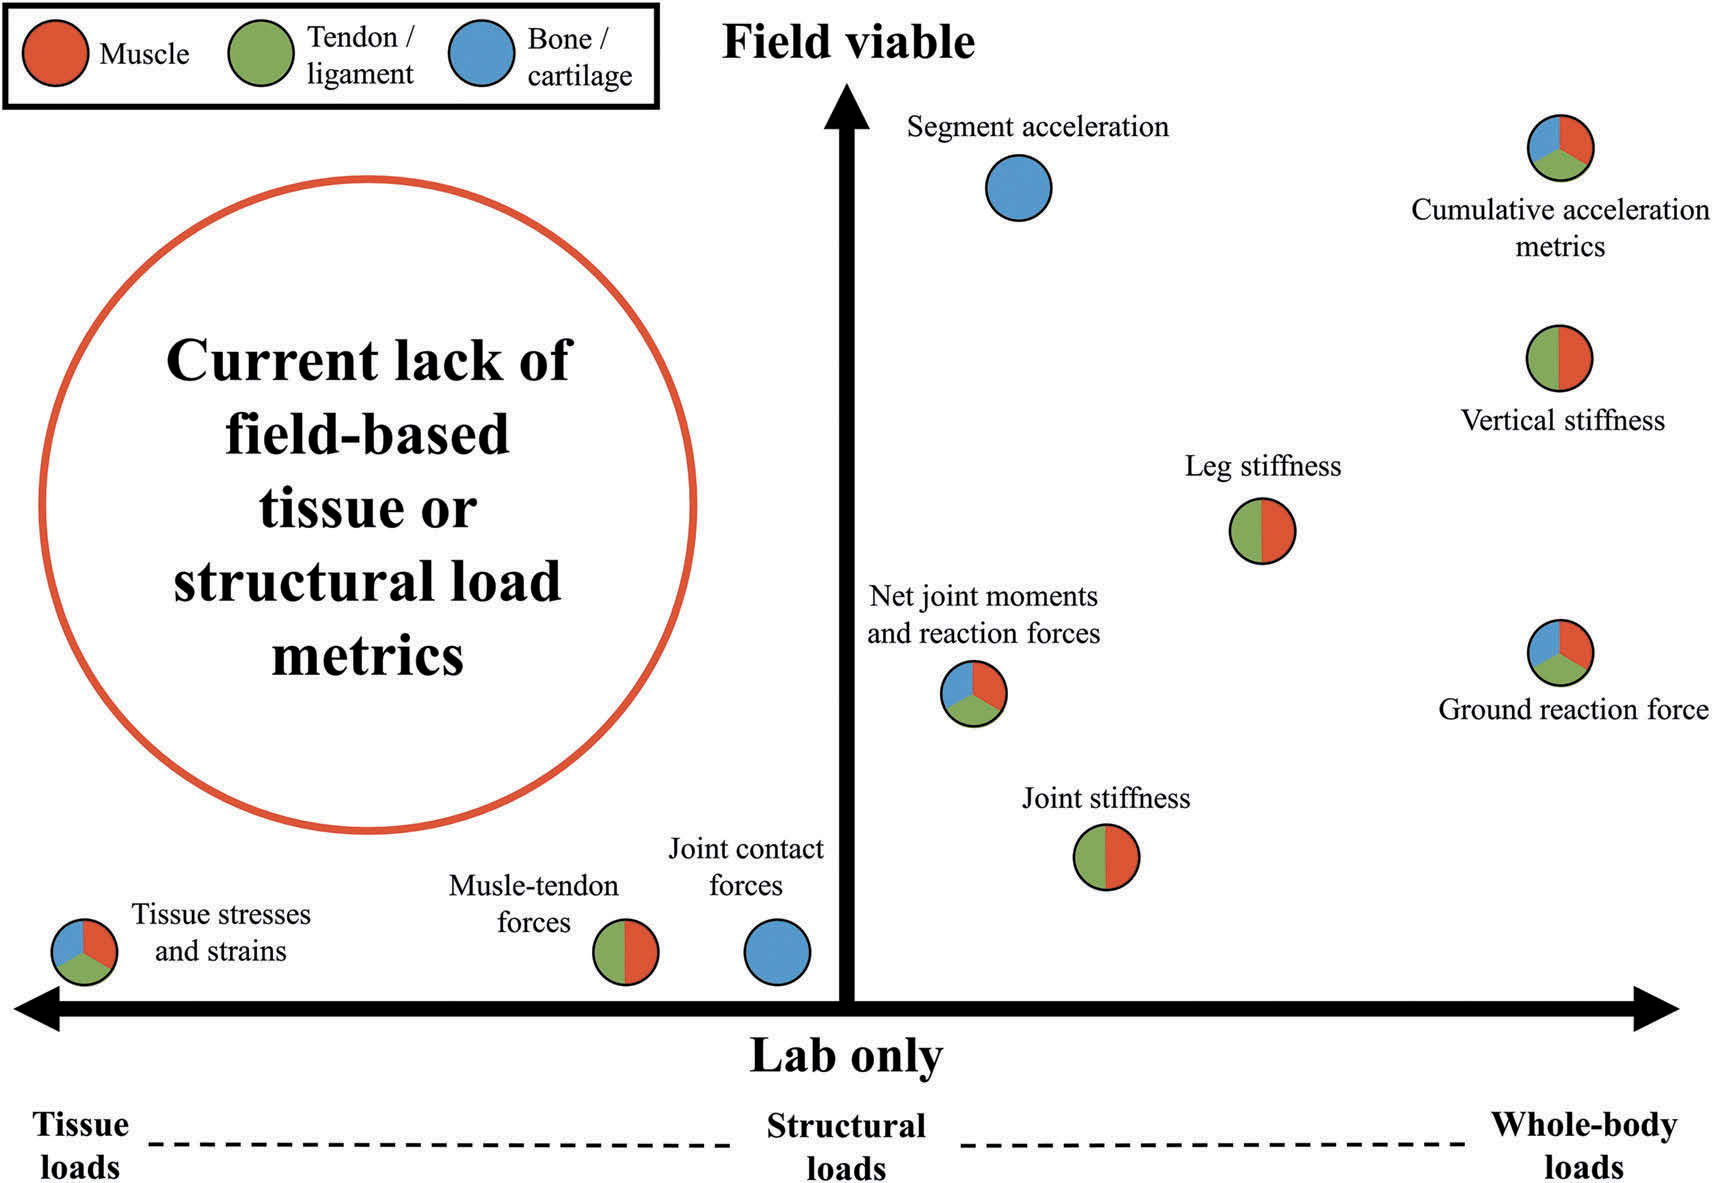 Muscle
Tendon /
ligament
Bone /
cartilage
Field viable
Segment acceleration
Cumulative acceleration
metrics
Current lack of
field-based
tissue or
structural load
metrics
Vertical stiffness
Leg stiffness
Net joint moments
and reaction forces
Ground reaction force
Joint stiffness
Joint contact
forces
Musle-tendon
forces
Tissue stresses
and strains
Lab only
Tissue
loads
Structural
loads
Whole-body
loads